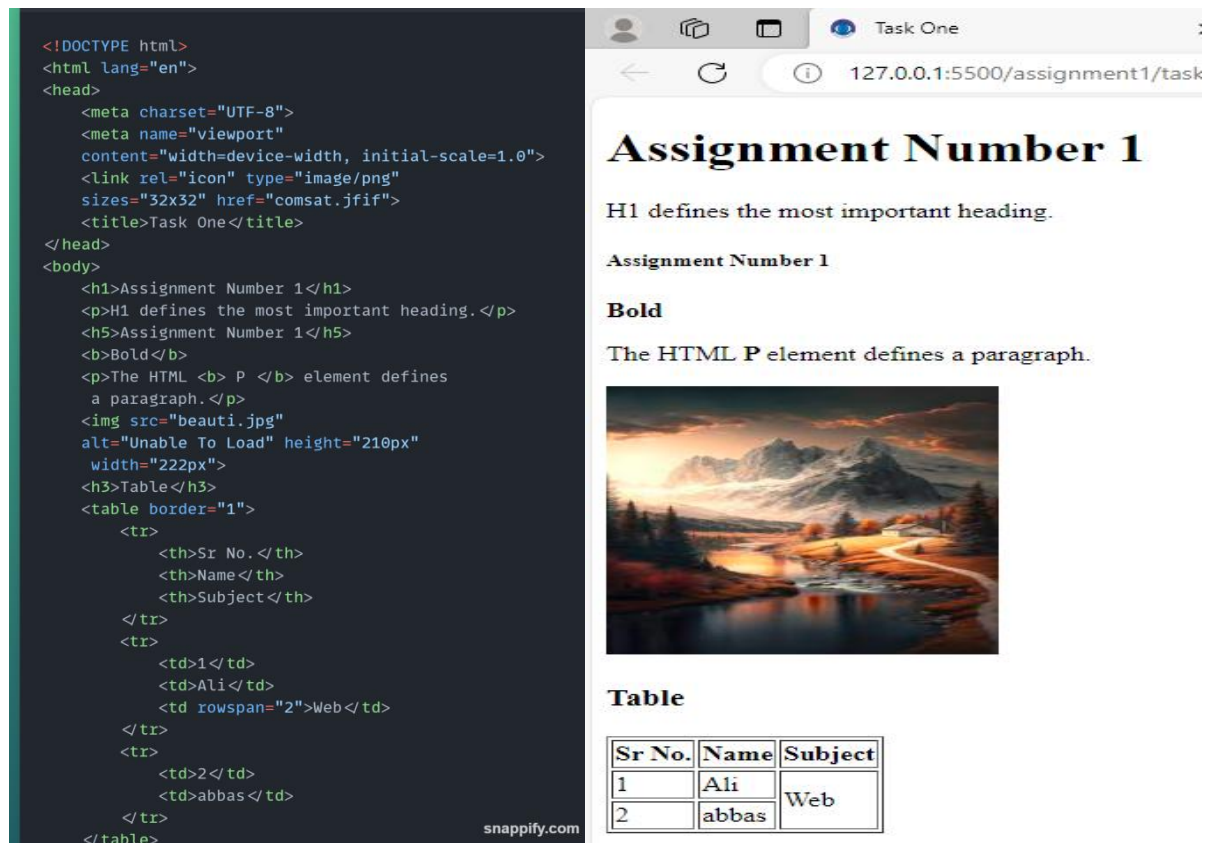 <!DOCTYPE html>
<html lang="en">
<head>
    <meta charset="UTF-8">
    <meta name="viewport"
    content="width=device-width, initial-scale=1.0">
    <link rel="icon" type="image/png"
    sizes="32x32" href="comsat.jfif">
    <title>Task One</title>
</head>
<body>
    <h1>Assignment Number 1</h1>
    <p>H1 defines the most important heading.</p>
    <h5>Assignment Number 1</h5>
    <b>Bold</b>
    <p>The HTML <b> P </b> element defines
     a paragraph.</p>
    <img src="beauti.jpg"
    alt="Unable To Load" height="210px"
     width="222px">
    <h3>Table</h3>
    <table border="1">
        <tr>
            <th>Sr No.</th>
            <th>Name</th>
            <th>Subject</th>
        </tr>
        <tr>
            <td>1</td>
            <td>Ali</td>
            <td rowspan="2">Web</td>
        </tr>
        <tr>
            <td>2</td>
            <td>abbas</td>
        </tr>
    </table>
snappify.com
Task One
127.0.0.1:5500/assignment1/task
Assignment Number 1
H1 defines the most important heading.
Assignment Number 1
Bold
The HTML P element defines a paragraph.
Table
Sr No. Name Subject
1 Ali Web
2 abbas